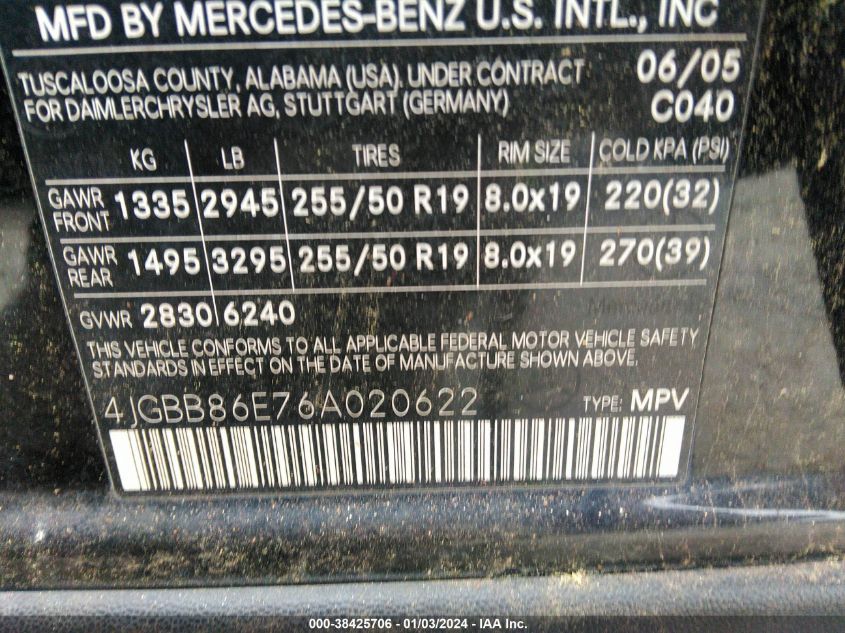 MFD BY MERCEDES-BENZ U.S. INTL., INC
TUSCALOOSA COUNTY, ALABAMA (USA), UNDER CONTRACT 06/05
FOR DAIMLERCHRYSLER AG, STUTTGART (GERMANY) C040
KG LB TIRES RIM SIZE COLD KPA (PSI)
GAWR FRONT 1335 2945 255/50 R19 8.0x19 220(32)
GAWR REAR 1495 3295 255/50 R19 8.0x19 270(39)
GVWR 2830 6240
THIS VEHICLE CONFORMS TO ALL APPLICABLE FEDERAL MOTOR VEHICLE SAFETY
STANDARDS IN EFFECT ON THE DATE OF MANUFACTURE SHOWN ABOVE.
4JGBB86E76A020622 TYPE: MPV
000-38425706 - 01/03/2024 - IAA Inc.